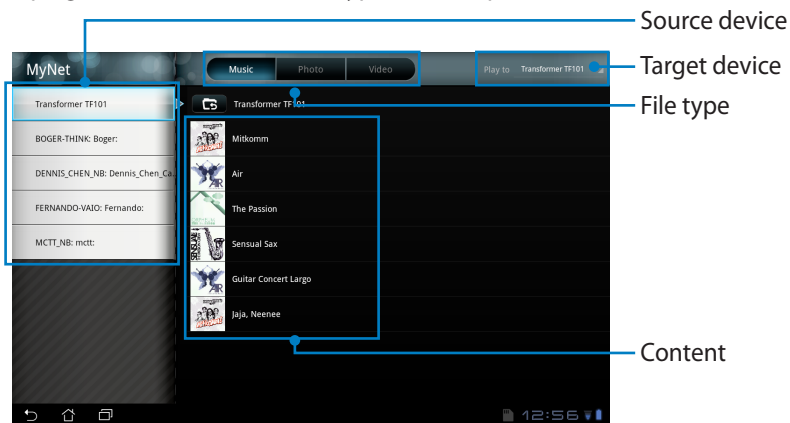 Source device
MyNet
Music
Photo
Video
Play to Transformer TF101
Target device
File type
Transformer TF101
BOGER-THINK: Boger:
DENNIS_CHEN_NB: Dennis_Chen_Ca
FERNANDO-VAIO: Fernando:
MCTT_NB: mctt:
Transformer TF101
Mitkomm
Air
The Passion
Sensual Sax
Guitar Concert Largo
Jaja, Neenee
Content
12:56